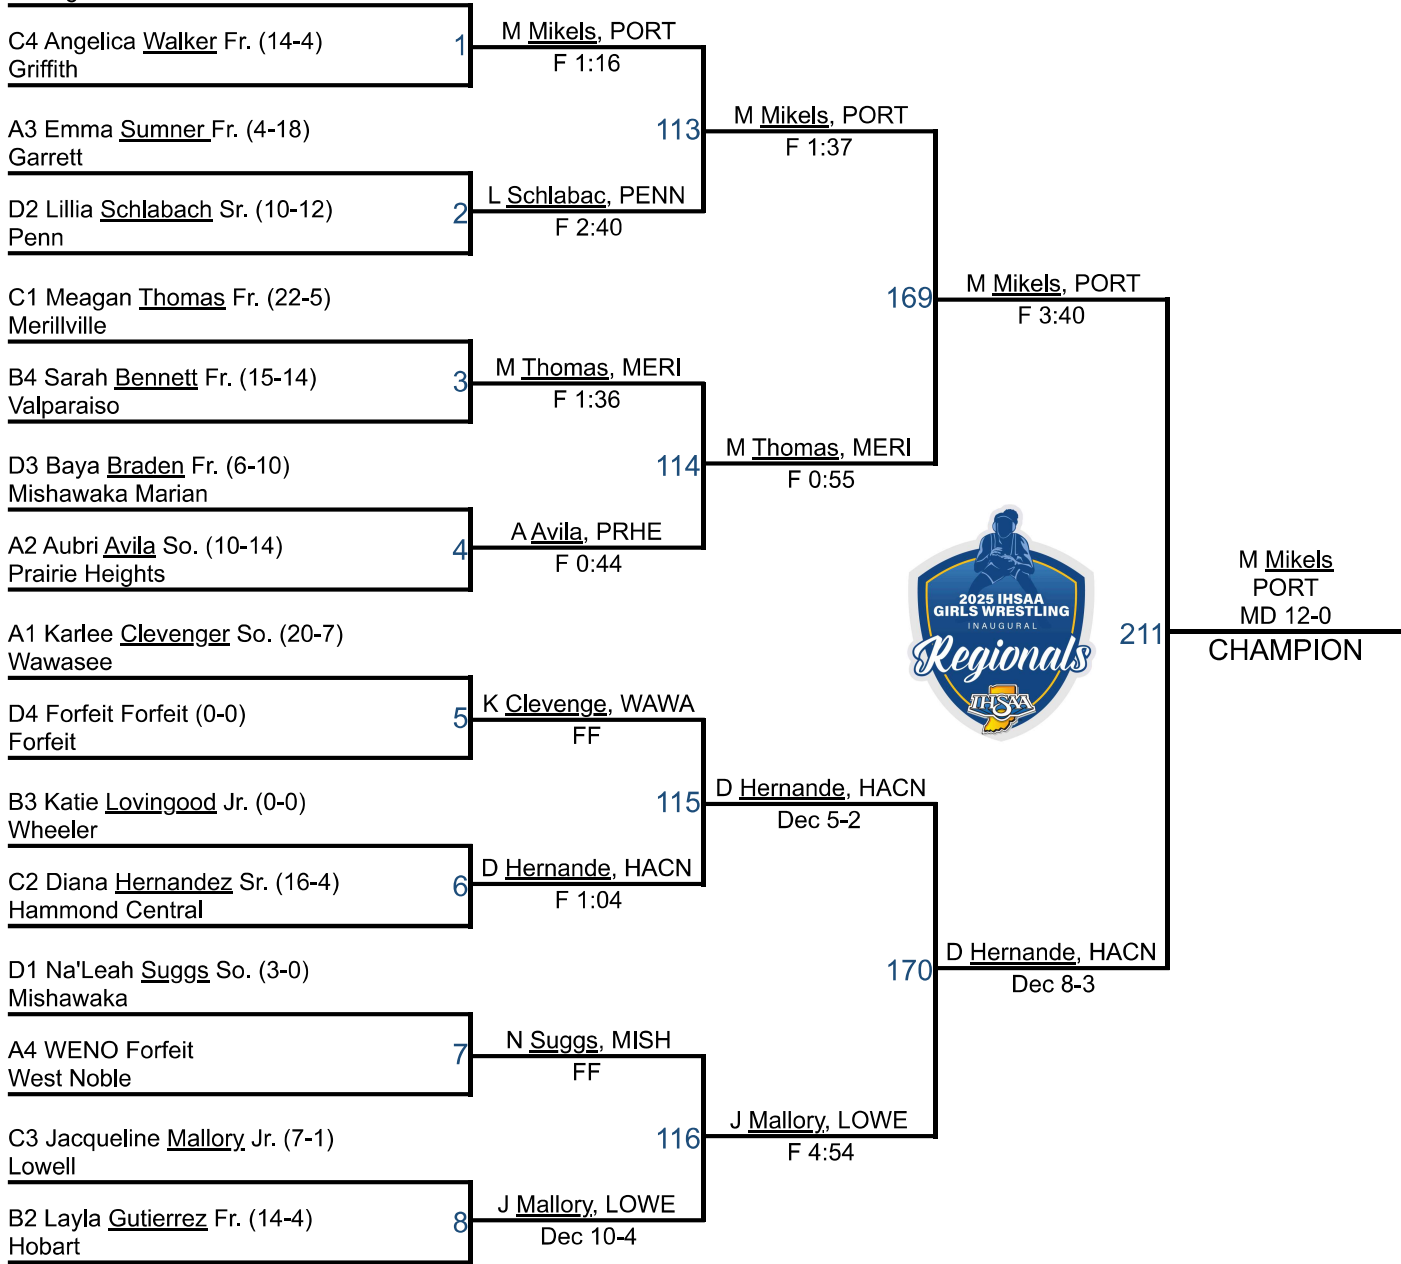 C4 Angelica Walker Fr. (14-4)
Griffith
1
M Mikels, PORT
F 1:16
A3 Emma Sumner Fr. (4-18)
Garrett
113
M Mikels, PORT
F 1:37
D2 Lillia Schlabach Sr. (10-12)
Penn
2
L Schlabac, PENN
F 2:40
C1 Meagan Thomas Fr. (22-5)
Merillville
169
M Mikels, PORT
F 3:40
B4 Sarah Bennett Fr. (15-14)
Valparaiso
3
M Thomas, MERI
F 1:36
D3 Baya Braden Fr. (6-10)
Mishawaka Marian
114
M Thomas, MERI
F 0:55
A2 Aubri Avila So. (10-14)
Prairie Heights
4
A Avila, PRHE
F 0:44
2025 IHSAA
GIRLS WRESTLING
INAUGURAL
Regionals
IHSAA
211
M Mikels
PORT
MD 12-0
CHAMPION
A1 Karlee Clevenger So. (20-7)
Wawasee
D4 Forfeit Forfeit (0-0)
Forfeit
5
K Clevenge, WAWA
FF
B3 Katie Lovingood Jr. (0-0)
Wheeler
115
D Hernande, HACN
Dec 5-2
C2 Diana Hernandez Sr. (16-4)
Hammond Central
6
D Hernande, HACN
F 1:04
D1 Na'Leah Suggs So. (3-0)
Mishawaka
170
D Hernande, HACN
Dec 8-3
A4 WENO Forfeit
West Noble
7
N Suggs, MISH
FF
C3 Jacqueline Mallory Jr. (7-1)
Lowell
116
J Mallory, LOWE
F 4:54
B2 Layla Gutierrez Fr. (14-4)
Hobart
8
J Mallory, LOWE
Dec 10-4